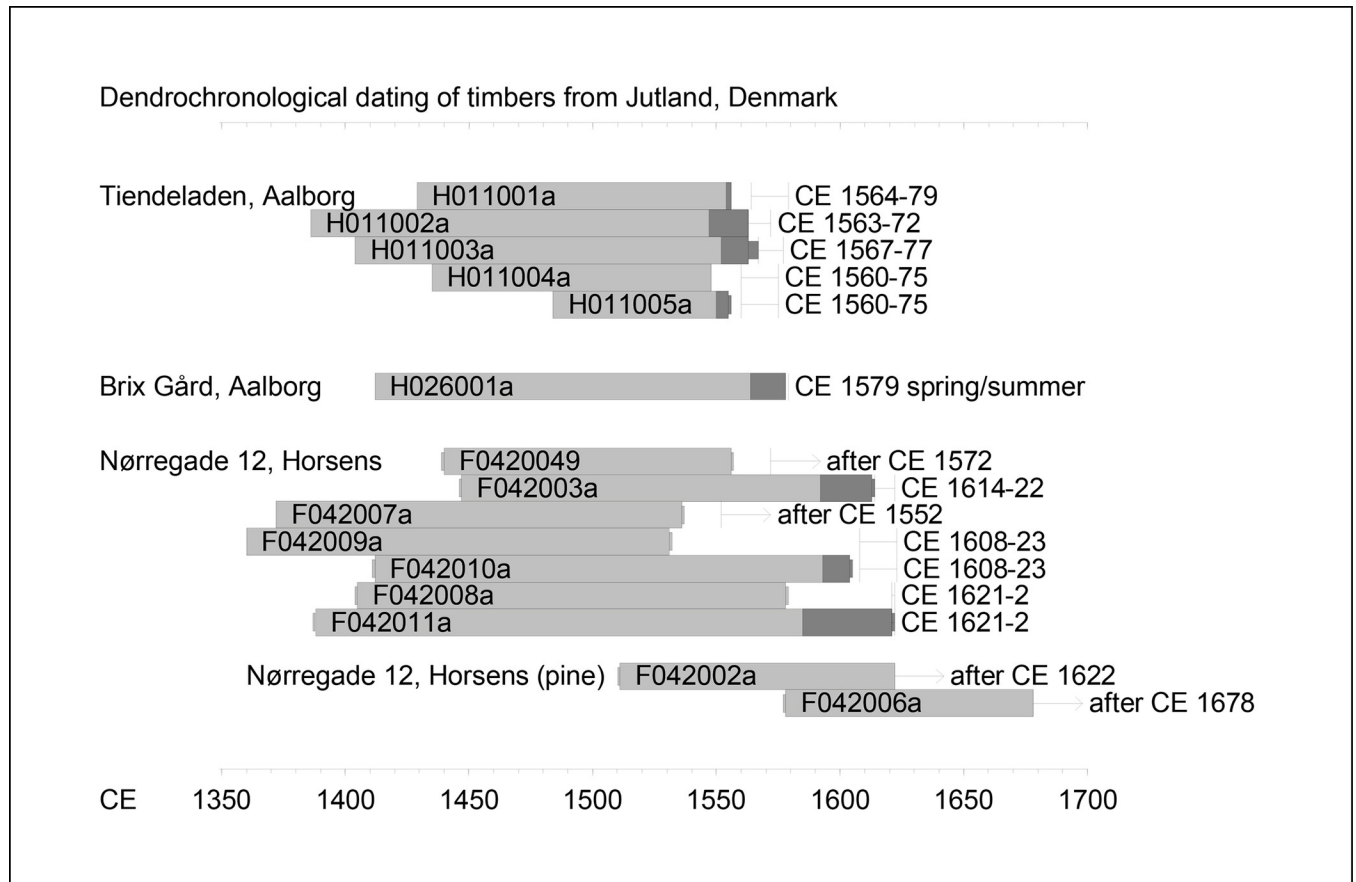 Dendrochronological dating of timbers from Jutland, Denmark
Tiendeladen, Aalborg H011001a CE 1564-79
H011002a CE 1563-72
H011003a CE 1567-77
H011004a CE 1560-75
H011005a CE 1560-75
Brix Gård, Aalborg H026001a CE 1579 spring/summer
Nørregade 12, Horsens F0420049 after CE 1572
F042003a CE 1614-22
F042007a after CE 1552
F042009a CE 1608-23
F042010a CE 1608-23
F042008a CE 1621-2
F042011a CE 1621-2
Nørregade 12, Horsens (pine) F042002a after CE 1622
F042006a after CE 1678
CE 1350 1400 1450 1500 1550 1600 1650 1700